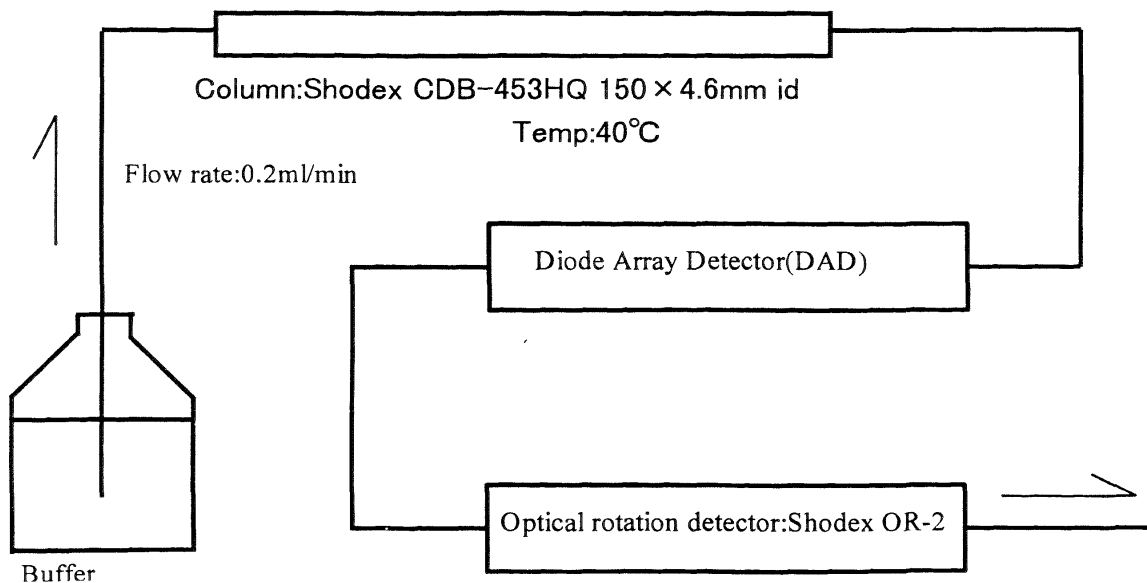 Column:Shodex CDB-453HQ 150×4.6mm id
Temp:40℃
Flow rate:0.2ml/min
Diode Array Detector(DAD)
Optical rotation detector:Shodex OR-2
Buffer